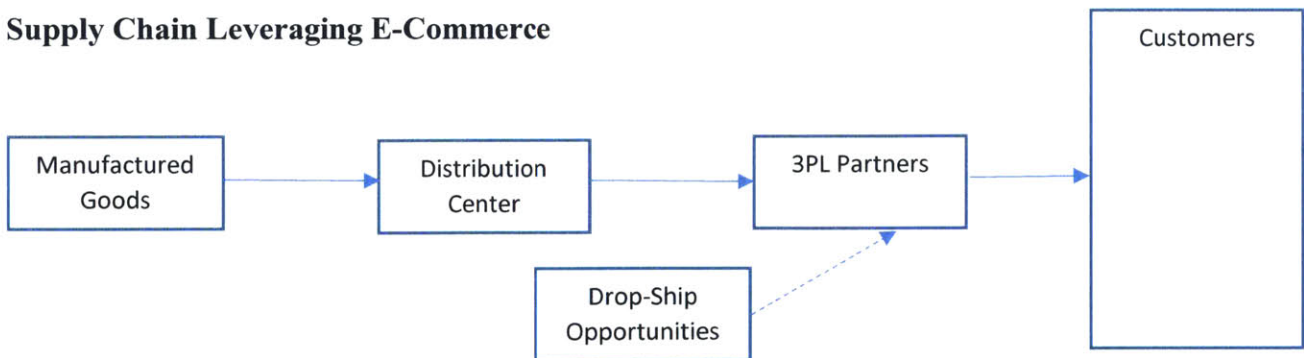 Supply Chain Leveraging E-Commerce
Customers
Manufactured
Goods
Distribution
Center
3PL Partners
Drop-Ship
Opportunities